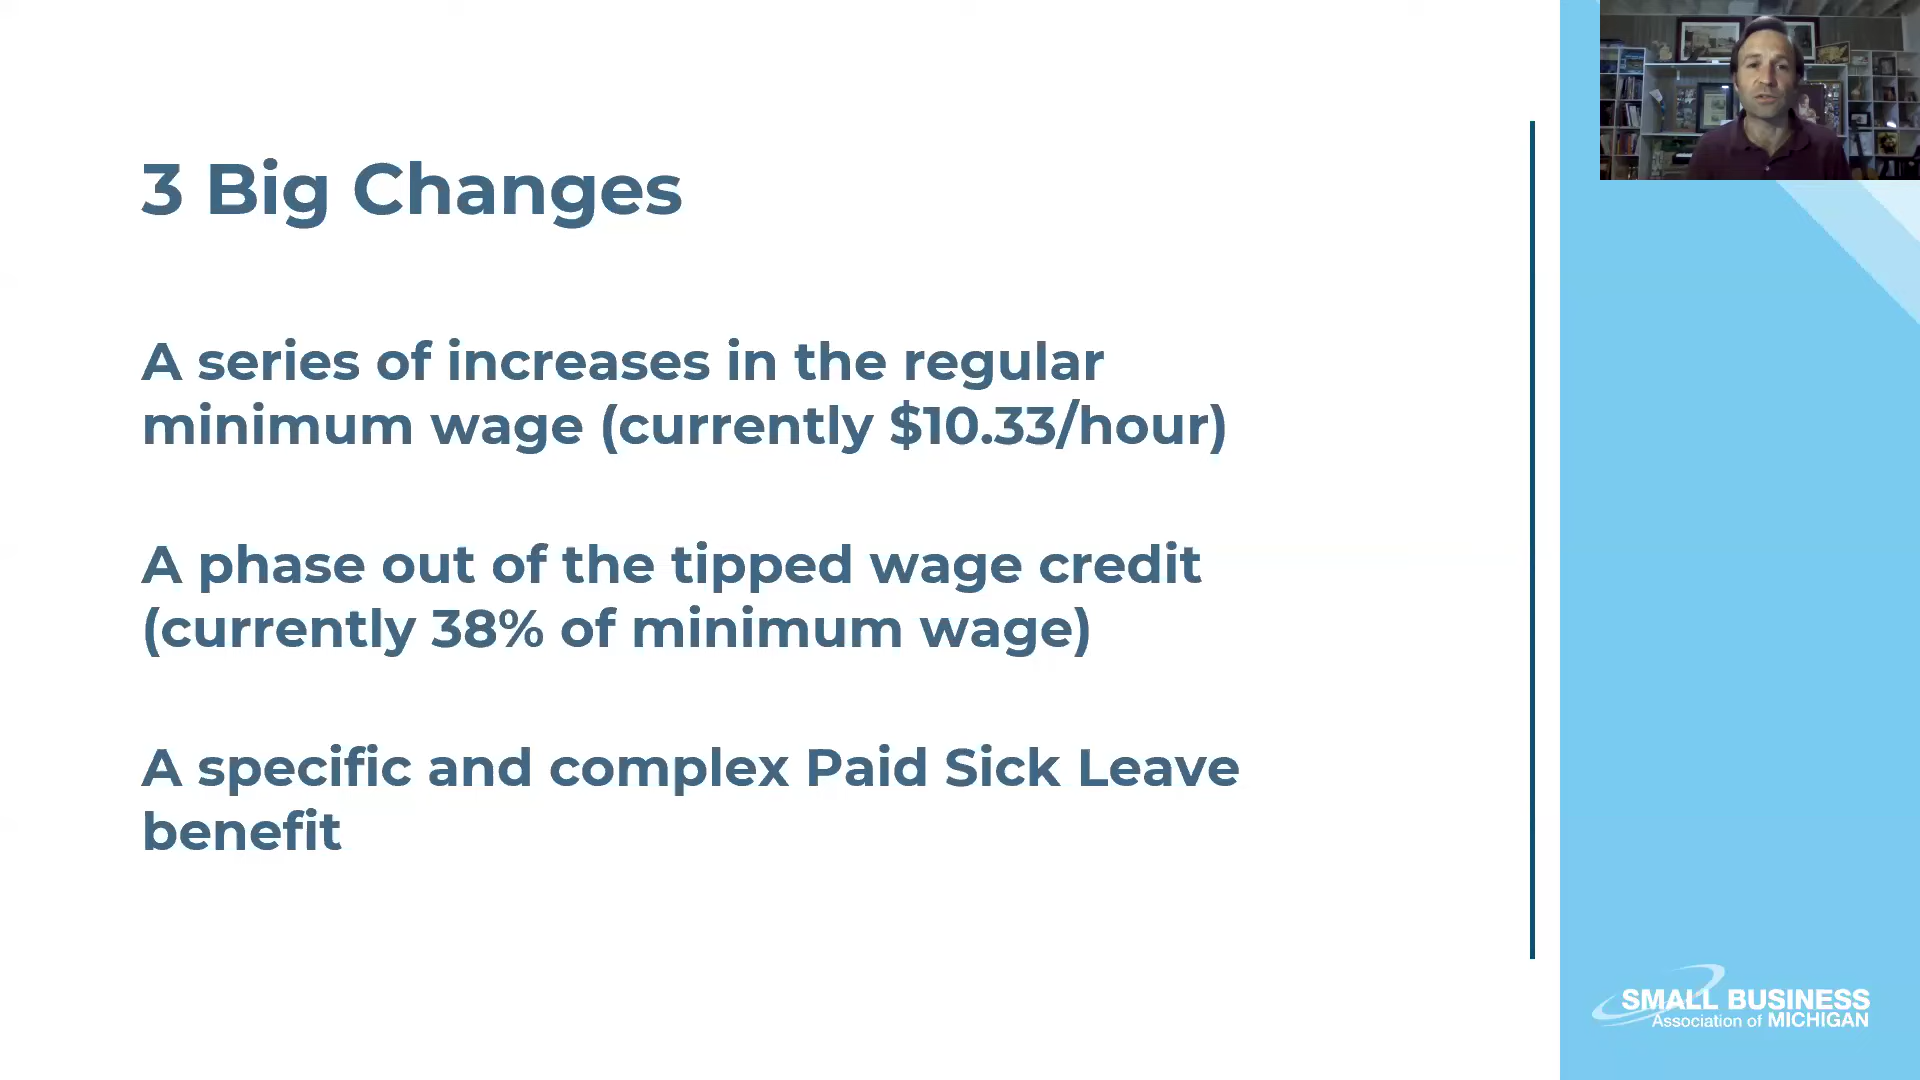 3 Big Changes
A series of increases in the regular
minimum wage (currently $10.33/hour)
A phase out of the tipped wage credit
(currently 38% of minimum wage)
A specific and complex Paid Sick Leave
benefit
SMALL BUSINESS
Association of MICHIGAN